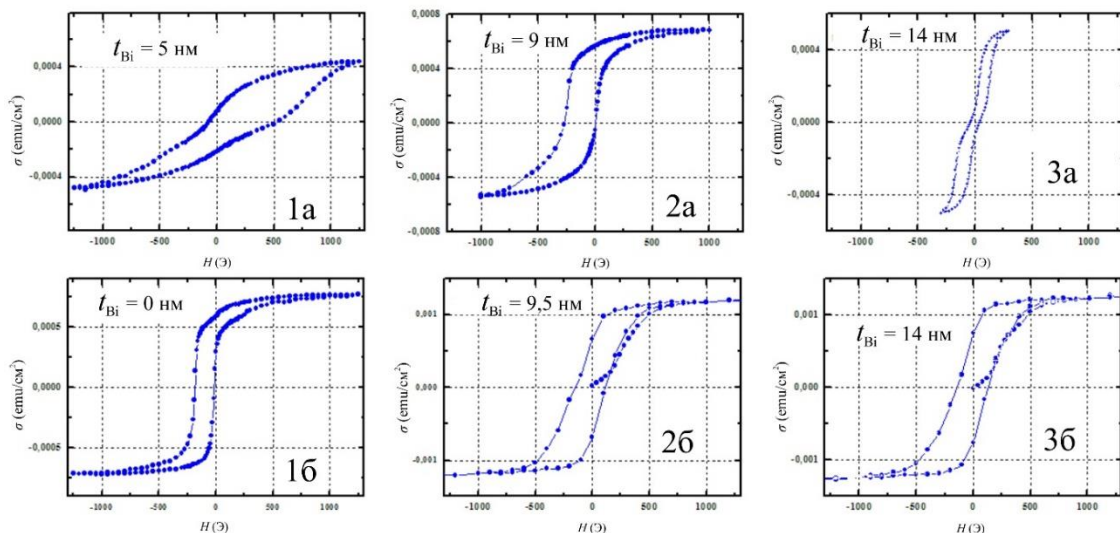 t_Bi = 5 нм
0,0004
0,0000
-0,0004
σ (emu/см²)
1а
-1000 -500 0 500 1000
H (Э)
t_Bi = 9 нм
0,0008
0,0004
0,0000
-0,0004
-0,0008
σ (emu/см²)
2а
-1000 -500 0 500 1000
H (Э)
t_Bi = 14 нм
0,0004
0,0000
-0,0004
σ (emu/см²)
3а
-1000 -500 0 500 1000
H (Э)
t_Bi = 0 нм
0,0005
0,0000
-0,0005
σ (emu/см²)
1б
-1000 -500 0 500 1000
H (Э)
t_Bi = 9,5 нм
0,001
0,000
-0,001
σ (emu/см²)
2б
-1000 -500 0 500 1000
H (Э)
t_Bi = 14 нм
0,001
0,000
-0,001
σ (emu/см²)
3б
-1000 -500 0 500 1000
H (Э)